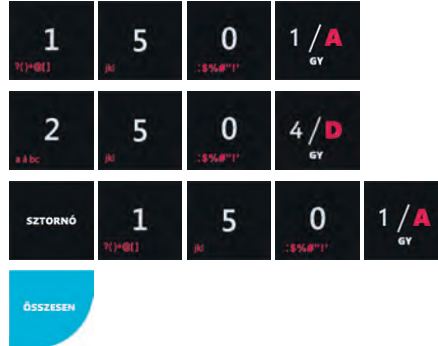 1 5 0 1/A
?()+@[] jkl :$%#"!' GY
2 5 0 4/D
a á bc jkl :$%#"!' GY
SZTORNÓ 1 5 0 1/A
?()+@[] jkl :$%#"!' GY
ÖSSZESEN